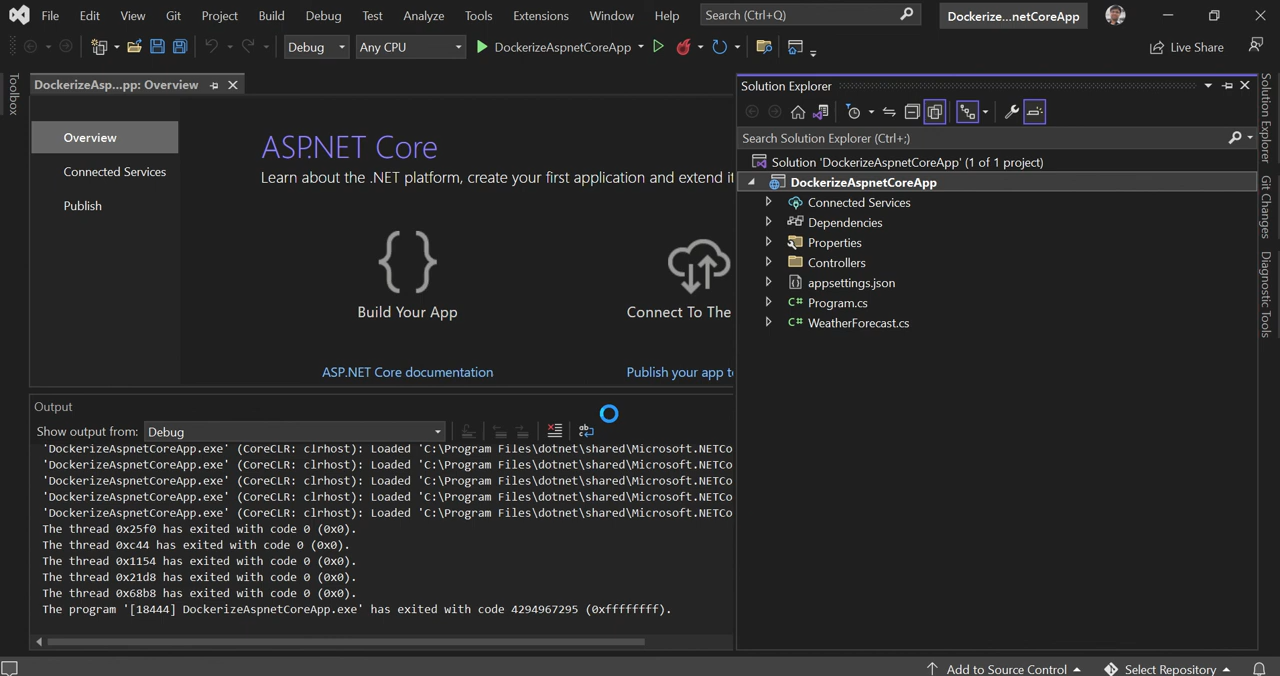 File Edit View Git Project Build Debug Test Analyze Tools Extensions Window Help Search (Ctrl+Q) Dockerize...netCoreApp
Debug Any CPU DockerizeAspnetCoreApp Live Share
Toolbox
DockerizeAsp...pp: Overview
Overview
Connected Services
Publish
ASP.NET Core
Learn about the .NET platform, create your first application and extend it
Build Your App
Connect To The
ASP.NET Core documentation
Publish your app to
Output
Show output from: Debug
'DockerizeAspnetCoreApp.exe' (CoreCLR: clrhost): Loaded 'C:\Program Files\dotnet\shared\Microsoft.NETCo
'DockerizeAspnetCoreApp.exe' (CoreCLR: clrhost): Loaded 'C:\Program Files\dotnet\shared\Microsoft.NETCo
'DockerizeAspnetCoreApp.exe' (CoreCLR: clrhost): Loaded 'C:\Program Files\dotnet\shared\Microsoft.NETCo
'DockerizeAspnetCoreApp.exe' (CoreCLR: clrhost): Loaded 'C:\Program Files\dotnet\shared\Microsoft.NETCo
'DockerizeAspnetCoreApp.exe' (CoreCLR: clrhost): Loaded 'C:\Program Files\dotnet\shared\Microsoft.NETCo
The thread 0x25f0 has exited with code 0 (0x0).
The thread 0xc44 has exited with code 0 (0x0).
The thread 0x1154 has exited with code 0 (0x0).
The thread 0x21d8 has exited with code 0 (0x0).
The thread 0x68b8 has exited with code 0 (0x0).
The program '[18444] DockerizeAspnetCoreApp.exe' has exited with code 4294967295 (0xffffffff).
Solution Explorer
Search Solution Explorer (Ctrl+;)
Solution 'DockerizeAspnetCoreApp' (1 of 1 project)
DockerizeAspnetCoreApp
Connected Services
Dependencies
Properties
Controllers
appsettings.json
C# Program.cs
C# WeatherForecast.cs
Solution Explorer
Git Changes
Diagnostic Tools
Add to Source Control Select Repository